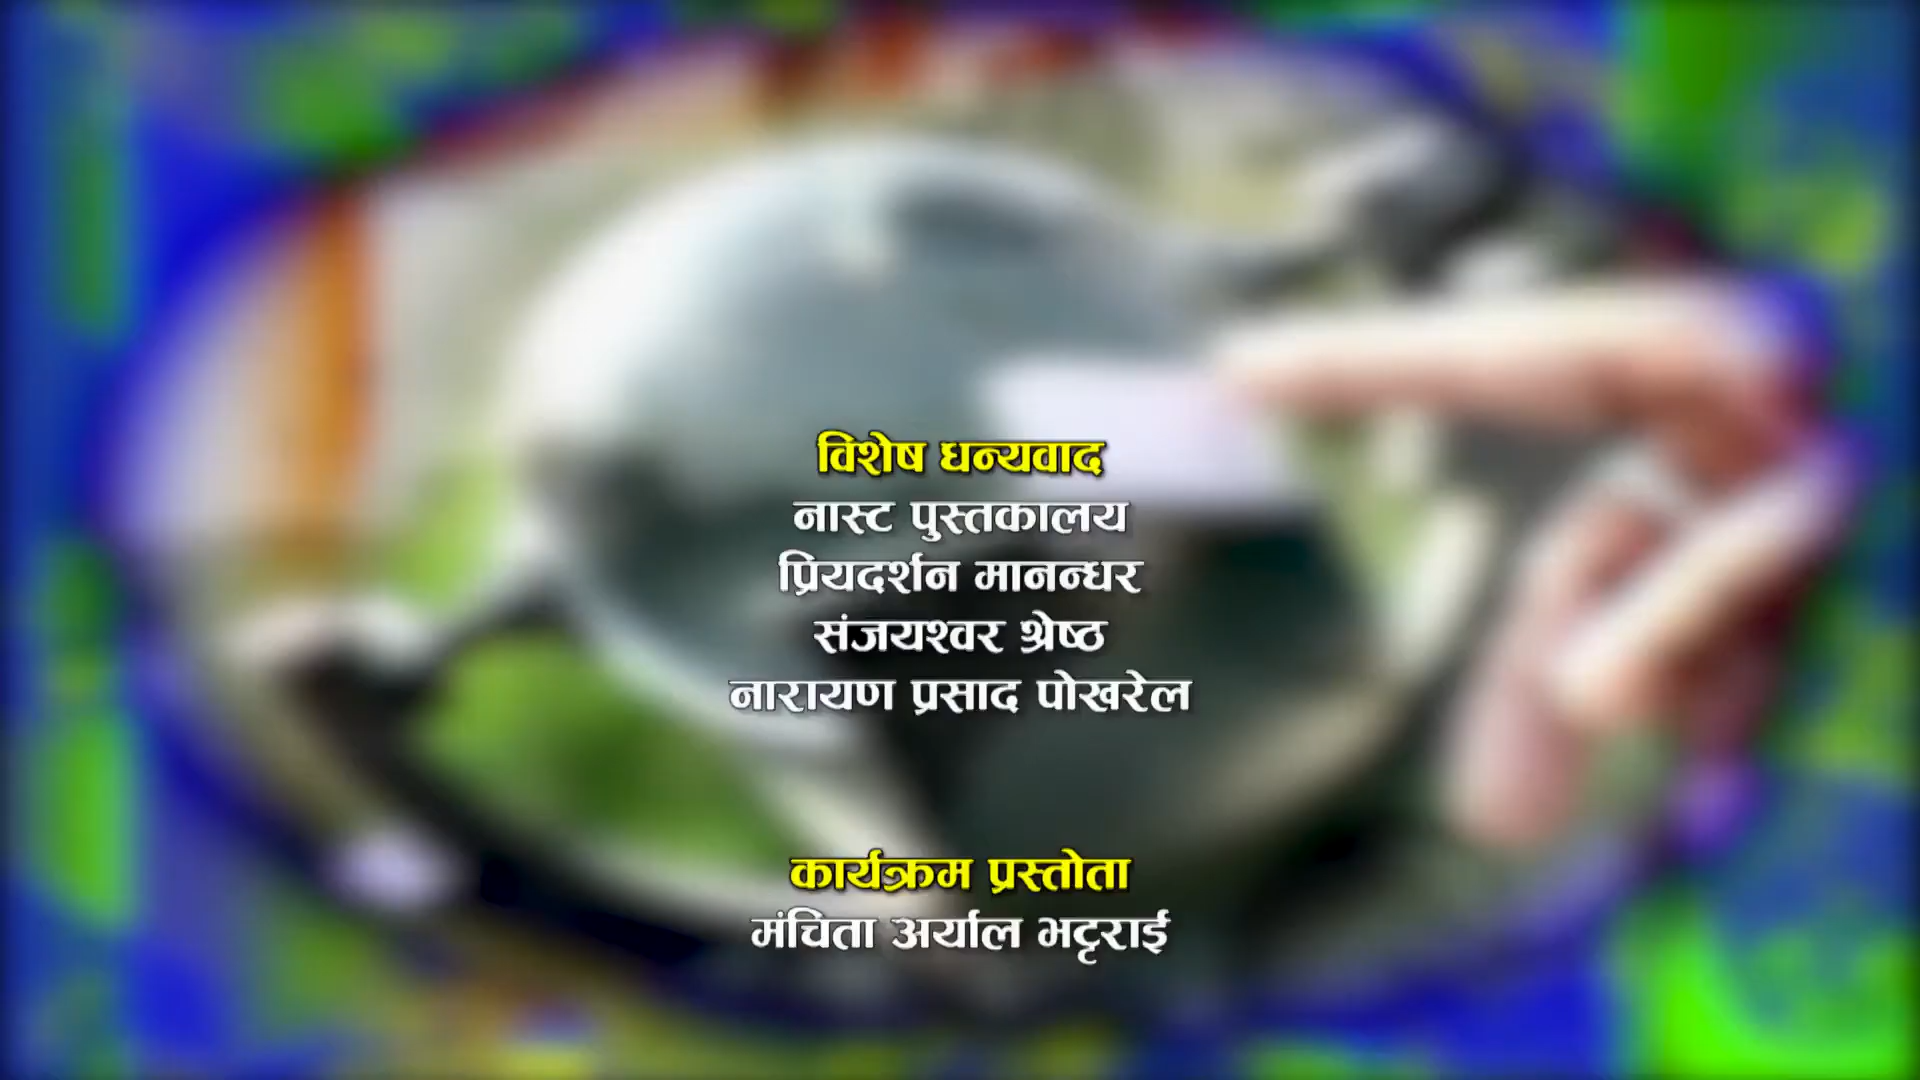 विशेष धन्यवाद
नास्ट पुस्तकालय
प्रियदर्शन मानन्धर
संजयश्वर श्रेष्ठ
नारायण प्रसाद पोखरेल
कार्यक्रम प्रस्तोता
मंचिता अर्याल भट्टराई